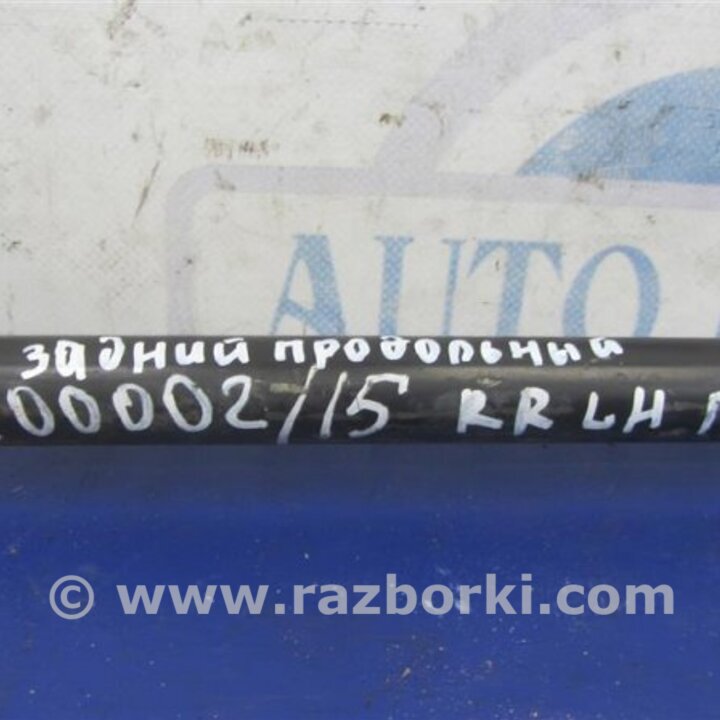 AUTO
задний продольный
00002/15 RR LH
© www.razborki.com